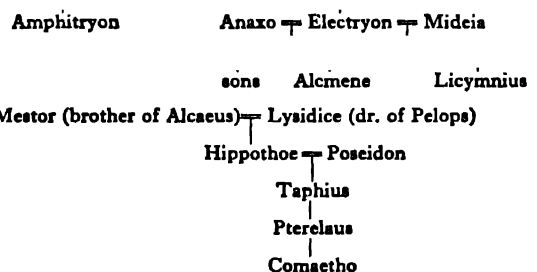 Amphitryon Anaxo Electryon Mideia
sons Alcmene Licymnius
Mestor (brother of Alcaeus) Lysidice (dr. of Pelops)
Hippothoe Poseidon
Taphius
Pterelaus
Comaetho